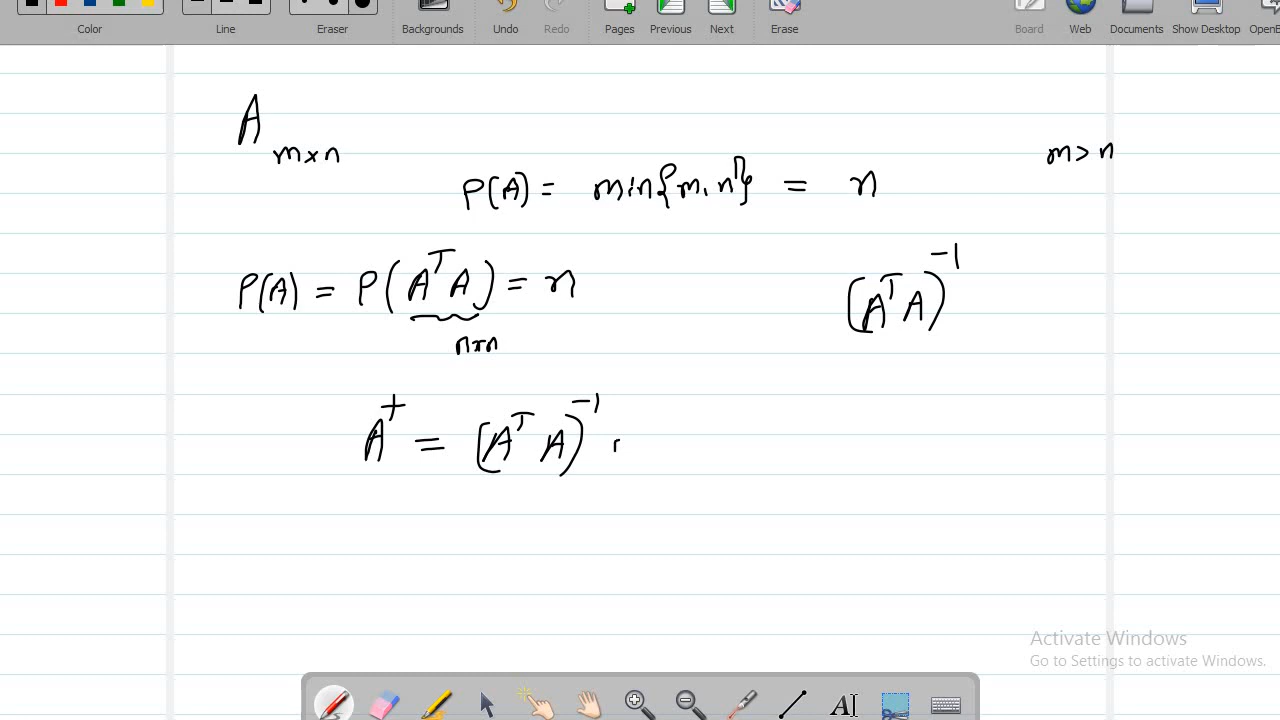 Color Line Eraser Backgrounds Undo Redo Pages Previous Next Erase Board Web Documents Show Desktop OpenB
A m×n
m > n
ρ(A) = min{m, n} = n
ρ(A) = ρ(AᵀA) = n
n×n
(AᵀA)⁻¹
A⁺ = (AᵀA)⁻¹
Activate Windows
Go to Settings to activate Windows.
A